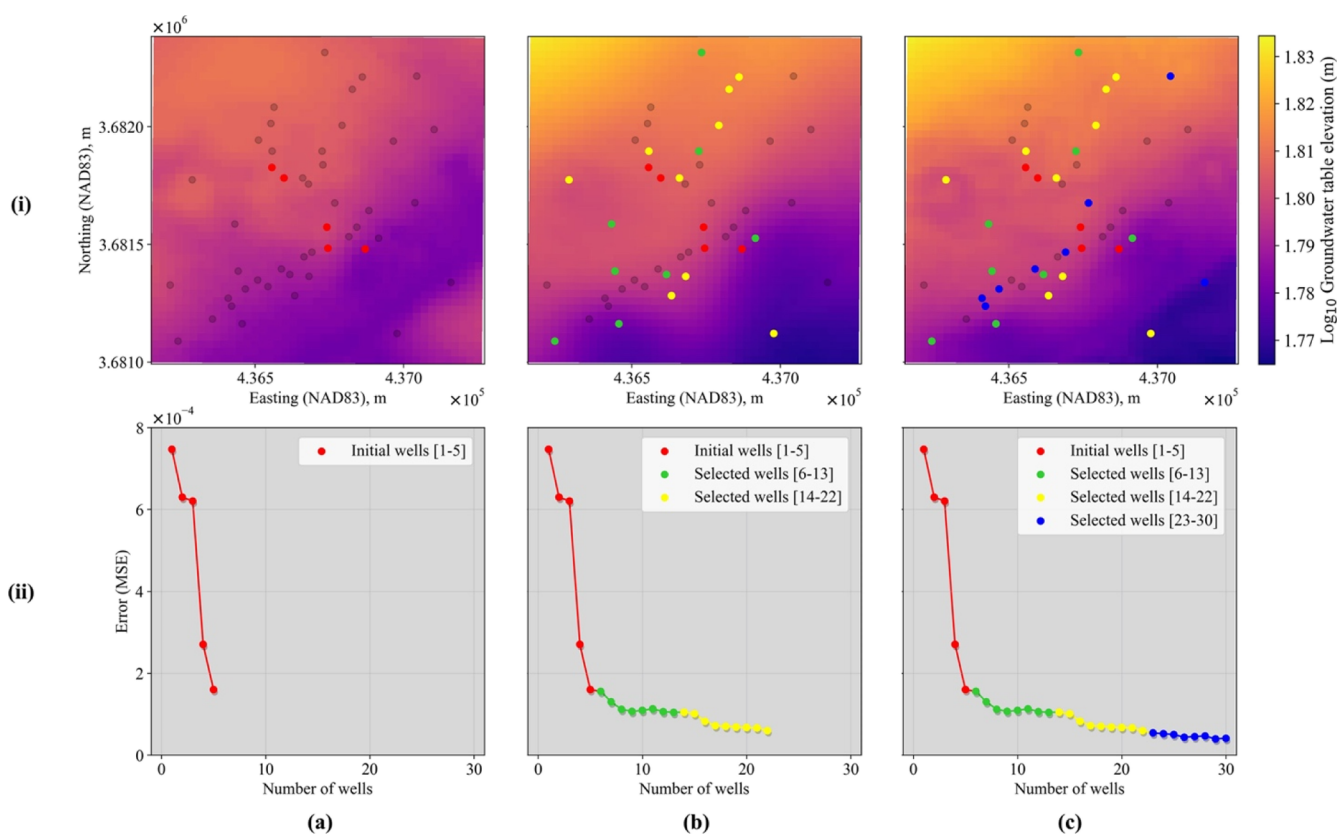 ×10⁶
(i)
Northing (NAD83), m
3.6820
3.6815
3.6810
4.365
4.370
Easting (NAD83), m
×10⁵
4.365
4.370
Easting (NAD83), m
×10⁵
4.365
4.370
Easting (NAD83), m
×10⁵
1.83
1.82
1.81
1.80
1.79
1.78
1.77
Log₁₀ Groundwater table elevation (m)
(ii)
×10⁻⁴
Error (MSE)
8
6
4
2
0
Initial wells [1-5]
0
10
20
30
Number of wells
(a)
Initial wells [1-5]
Selected wells [6-13]
Selected wells [14-22]
0
10
20
30
Number of wells
(b)
Initial wells [1-5]
Selected wells [6-13]
Selected wells [14-22]
Selected wells [23-30]
0
10
20
30
Number of wells
(c)